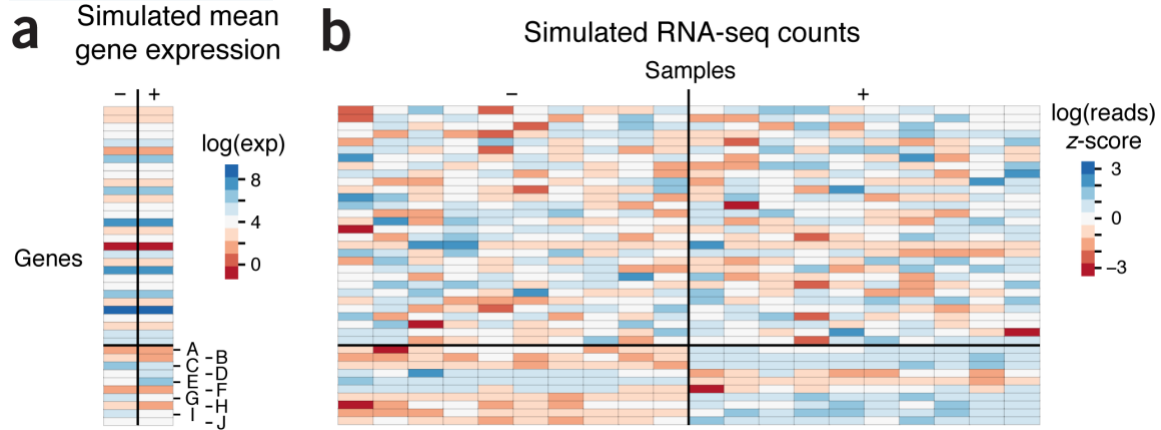 a
Simulated mean
gene expression
− +
log(exp)
8
4
0
Genes
A
B
C
D
E
F
G
H
I
J
b
Simulated RNA-seq counts
Samples
− +
log(reads)
z-score
3
0
−3